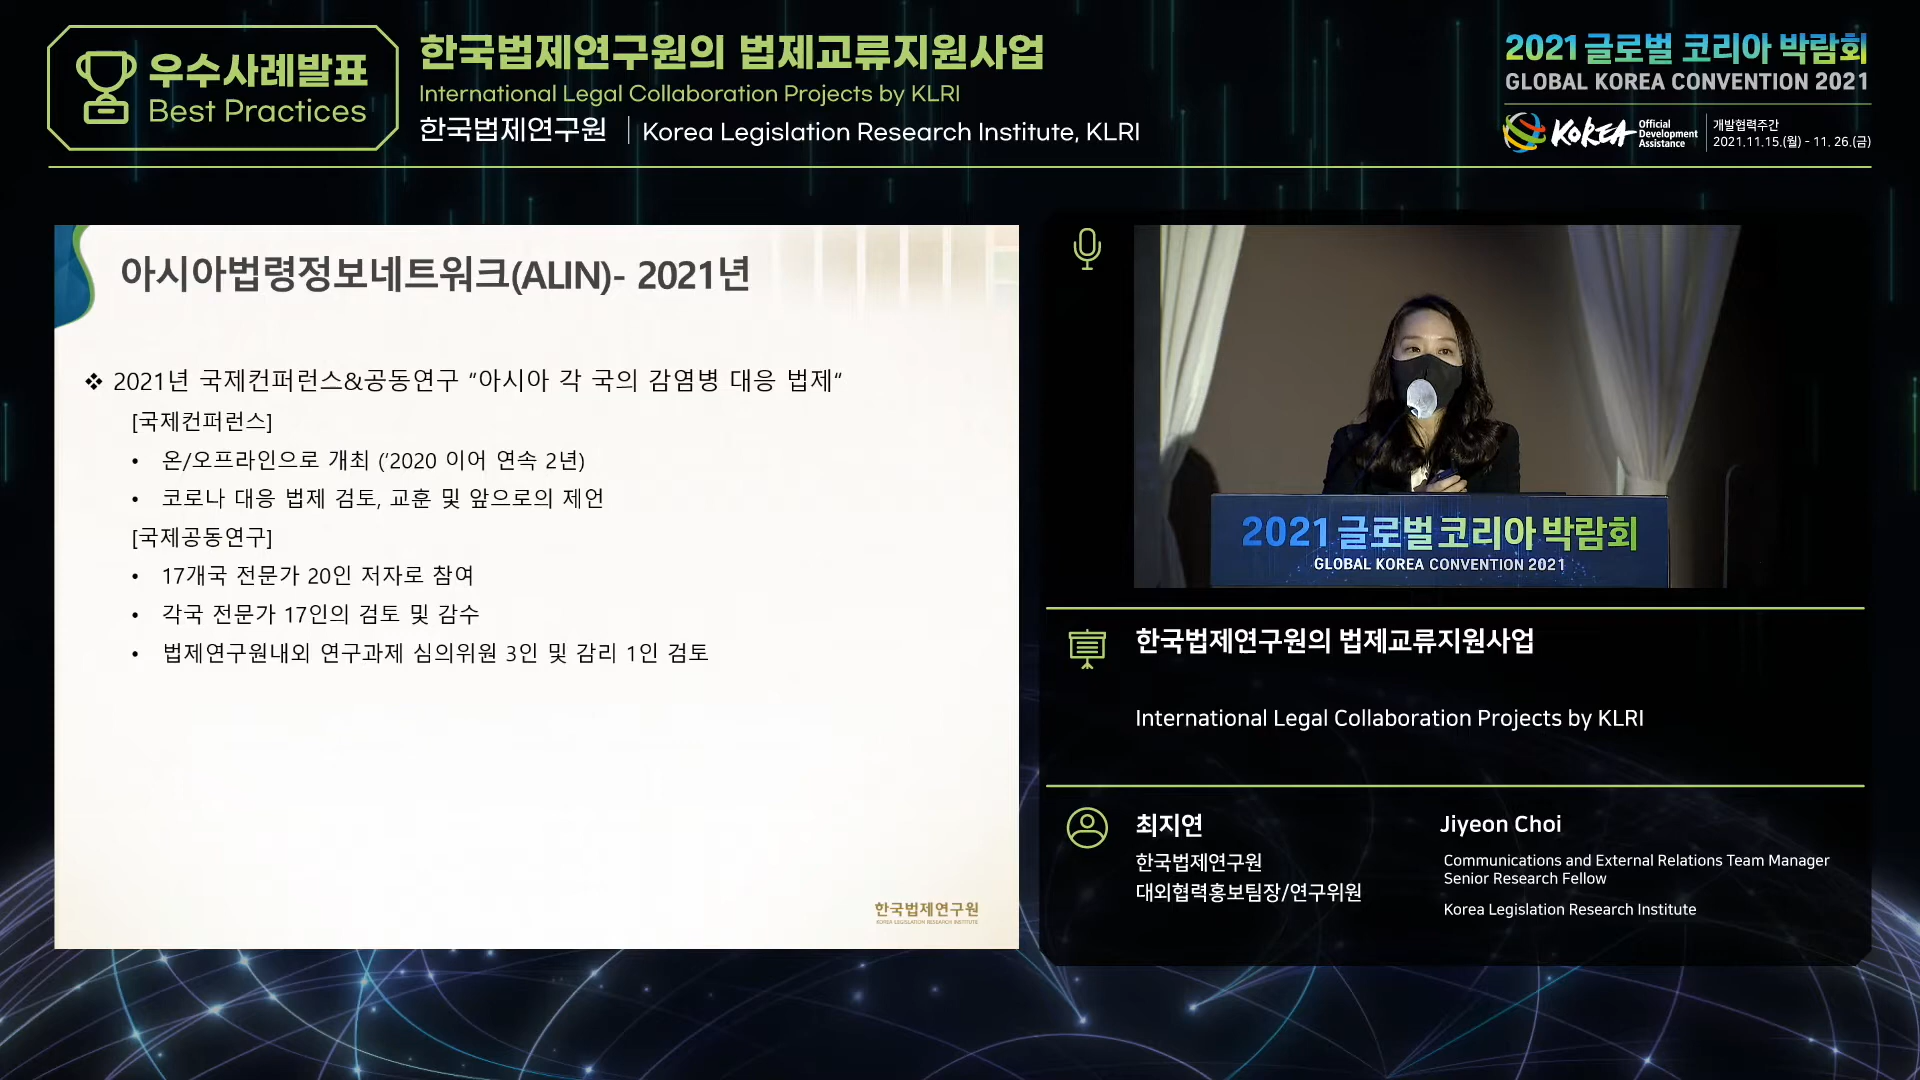 우수사례발표
Best Practices
한국법제연구원의 법제교류지원사업
International Legal Collaboration Projects by KLRI
한국법제연구원 | Korea Legislation Research Institute, KLRI
2021 글로벌 코리아 박람회
GLOBAL KOREA CONVENTION 2021
KOREA
Official
Development
Assistance
개발협력주간
2021.11.15.(월) - 11. 26.(금)
아시아법령정보네트워크(ALIN)- 2021년
❖ 2021년 국제컨퍼런스&공동연구 “아시아 각 국의 감염병 대응 법제“
[국제컨퍼런스]
• 온/오프라인으로 개최 (’2020 이어 연속 2년)
• 코로나 대응 법제 검토, 교훈 및 앞으로의 제언
[국제공동연구]
• 17개국 전문가 20인 저자로 참여
• 각국 전문가 17인의 검토 및 감수
• 법제연구원내외 연구과제 심의위원 3인 및 감리 1인 검토
한국법제연구원
KOREA LEGISLATION RESEARCH INSTITUTE
2021 글로벌 코리아 박람회
GLOBAL KOREA CONVENTION 2021
한국법제연구원의 법제교류지원사업
International Legal Collaboration Projects by KLRI
최지연
한국법제연구원
대외협력홍보팀장/연구위원
Jiyeon Choi
Communications and External Relations Team Manager
Senior Research Fellow
Korea Legislation Research Institute